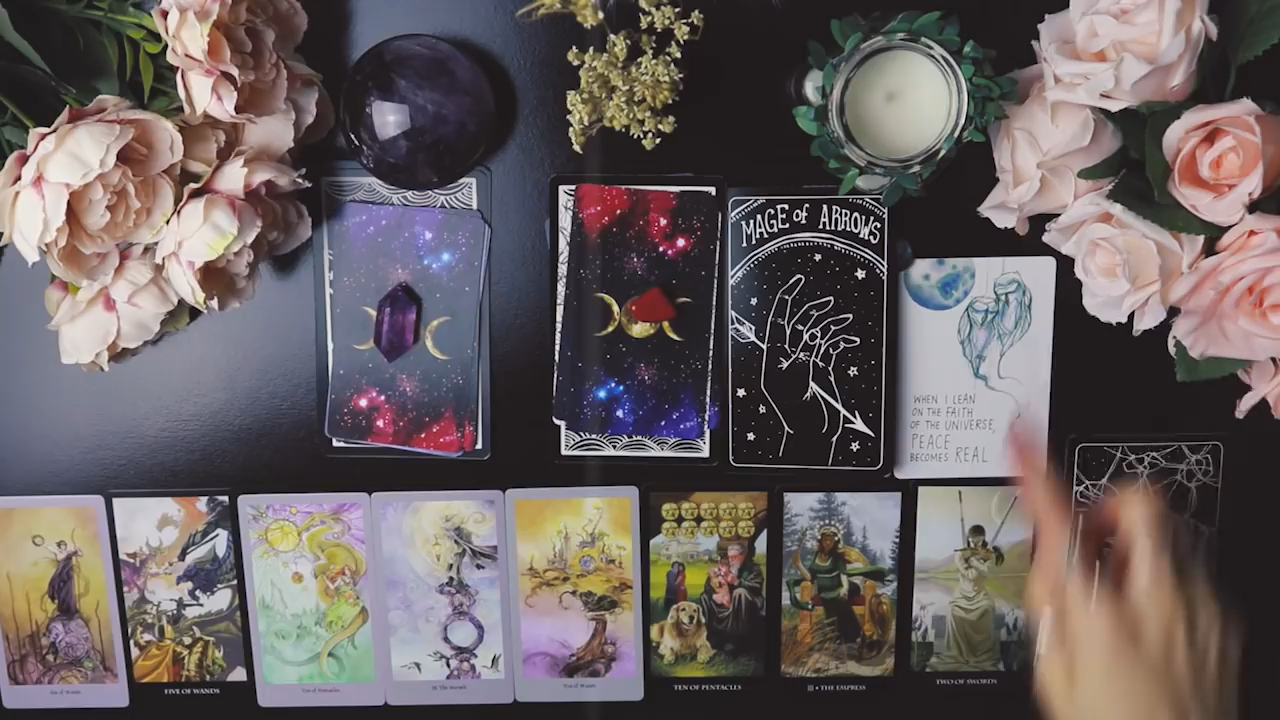 MAGE of ARROWS
WHEN I LEAN
ON THE FAITH
OF THE UNIVERSE,
PEACE
BECOMES REAL
FIVE OF WANDS
TEN OF PENTACLES
III • THE EMPRESS
TWO OF SWORDS